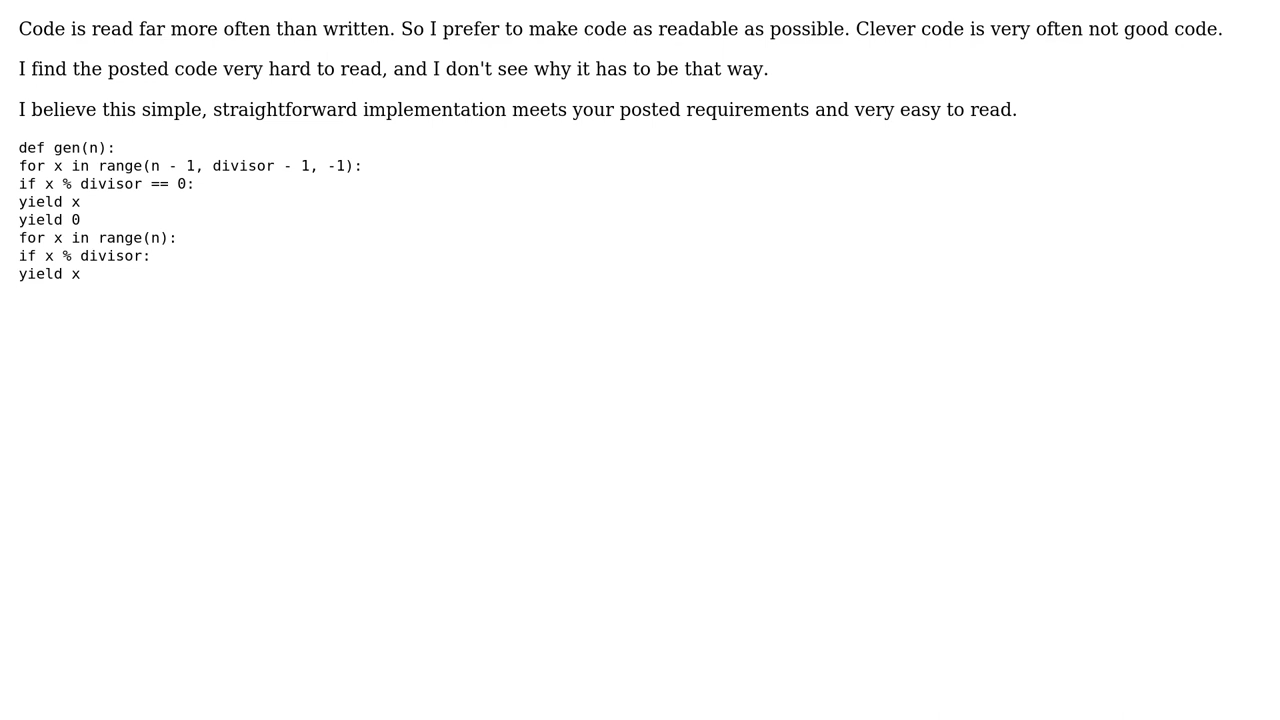 Code is read far more often than written. So I prefer to make code as readable as possible. Clever code is very often not good code.
I find the posted code very hard to read, and I don't see why it has to be that way.
I believe this simple, straightforward implementation meets your posted requirements and very easy to read.
def gen(n):
for x in range(n - 1, divisor - 1, -1):
if x % divisor == 0:
yield x
yield 0
for x in range(n):
if x % divisor:
yield x